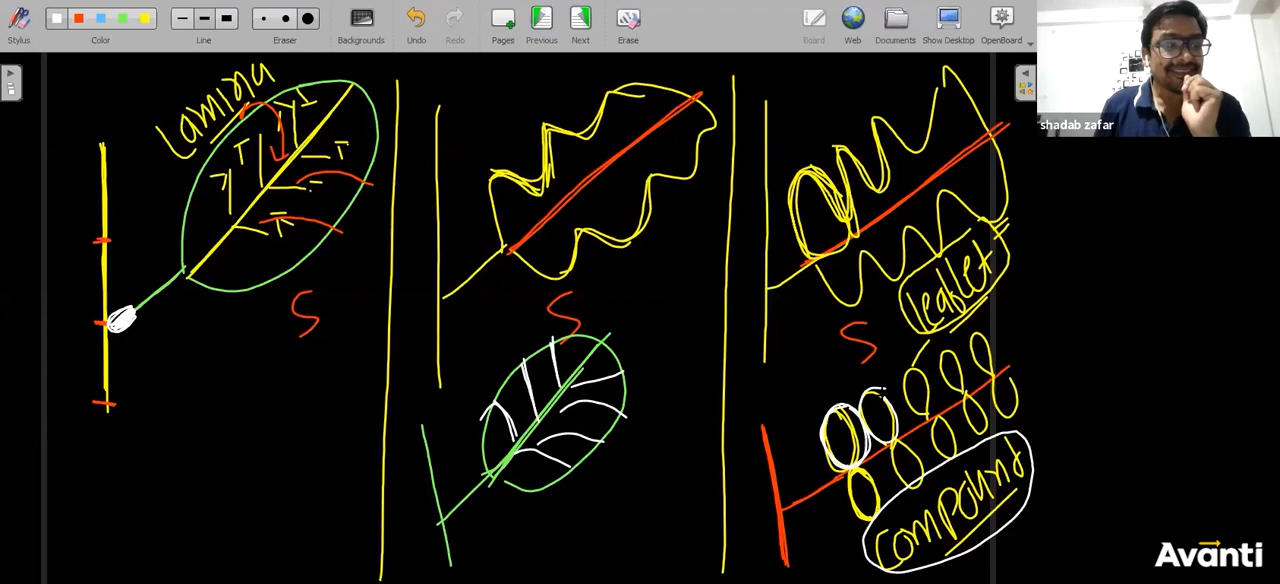 Stylus
Color
Line
Eraser
Backgrounds
Undo
Redo
Pages
Previous
Next
Erase
Board
Web
Documents
Show Desktop
OpenBoard
shadab zafar
Lamina
S
S
S
leaflet
compound
Avanti